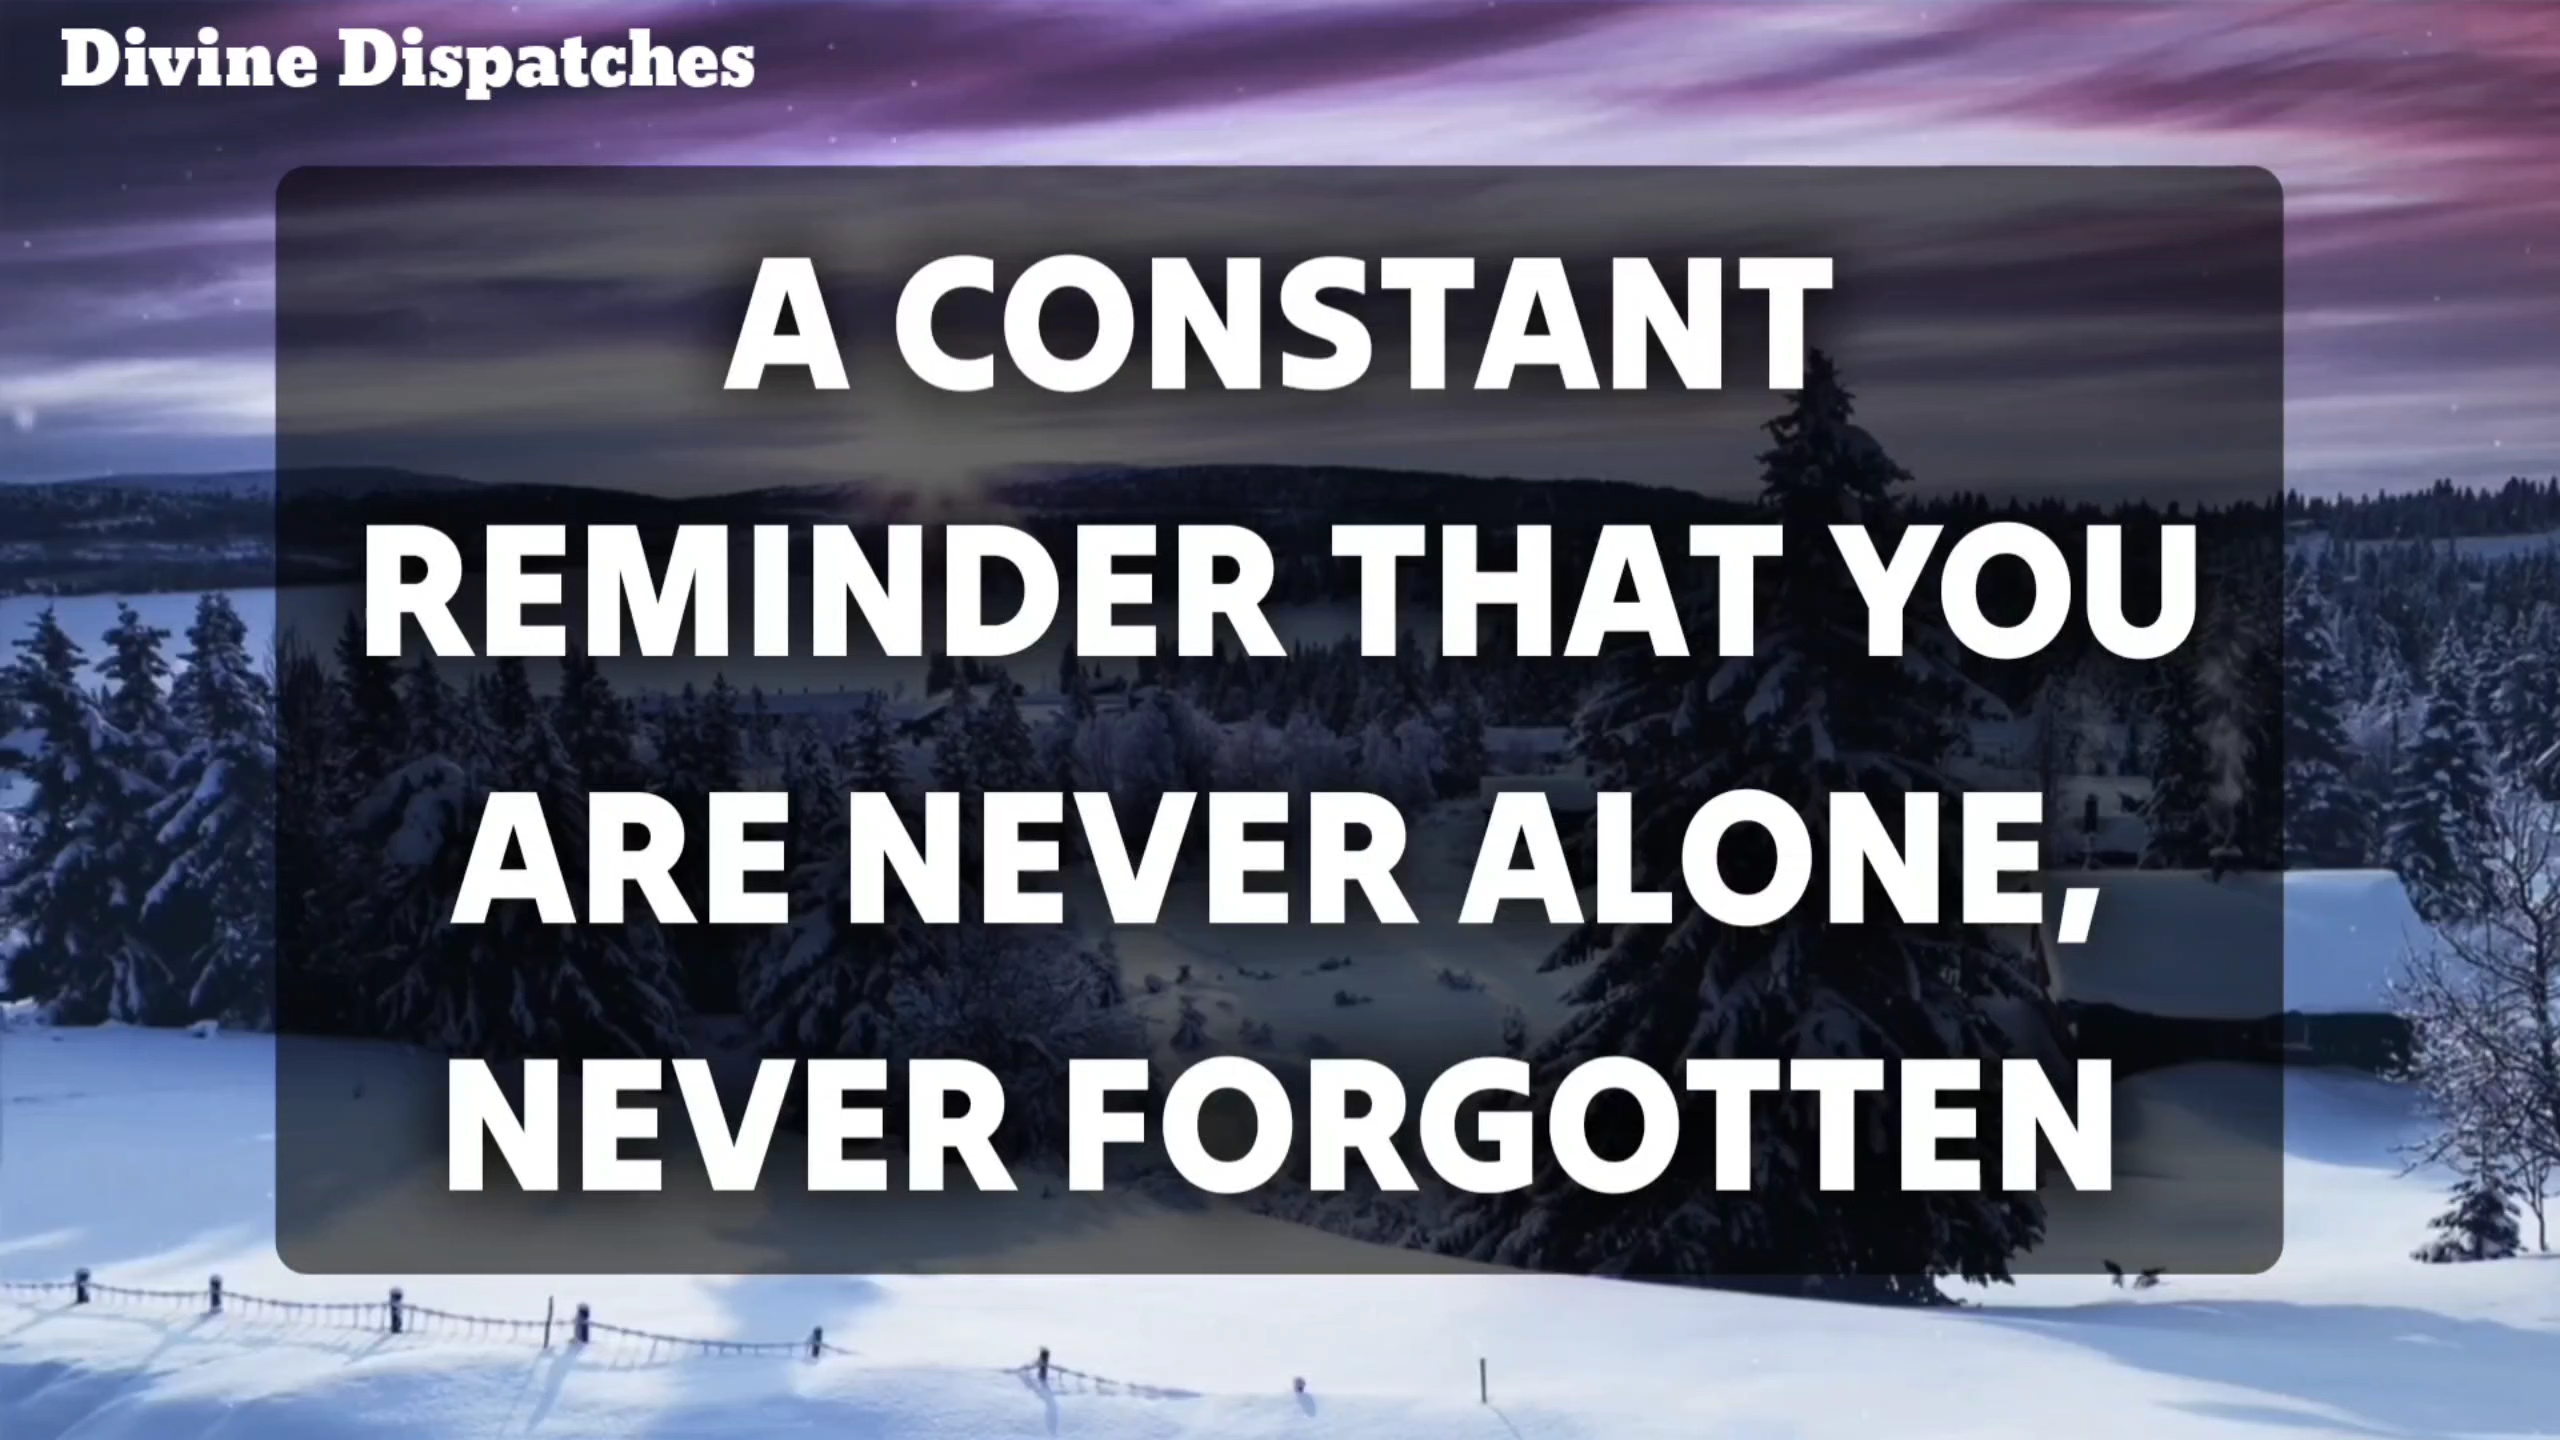 Divine Dispatches
A CONSTANT
REMINDER THAT YOU
ARE NEVER ALONE,
NEVER FORGOTTEN